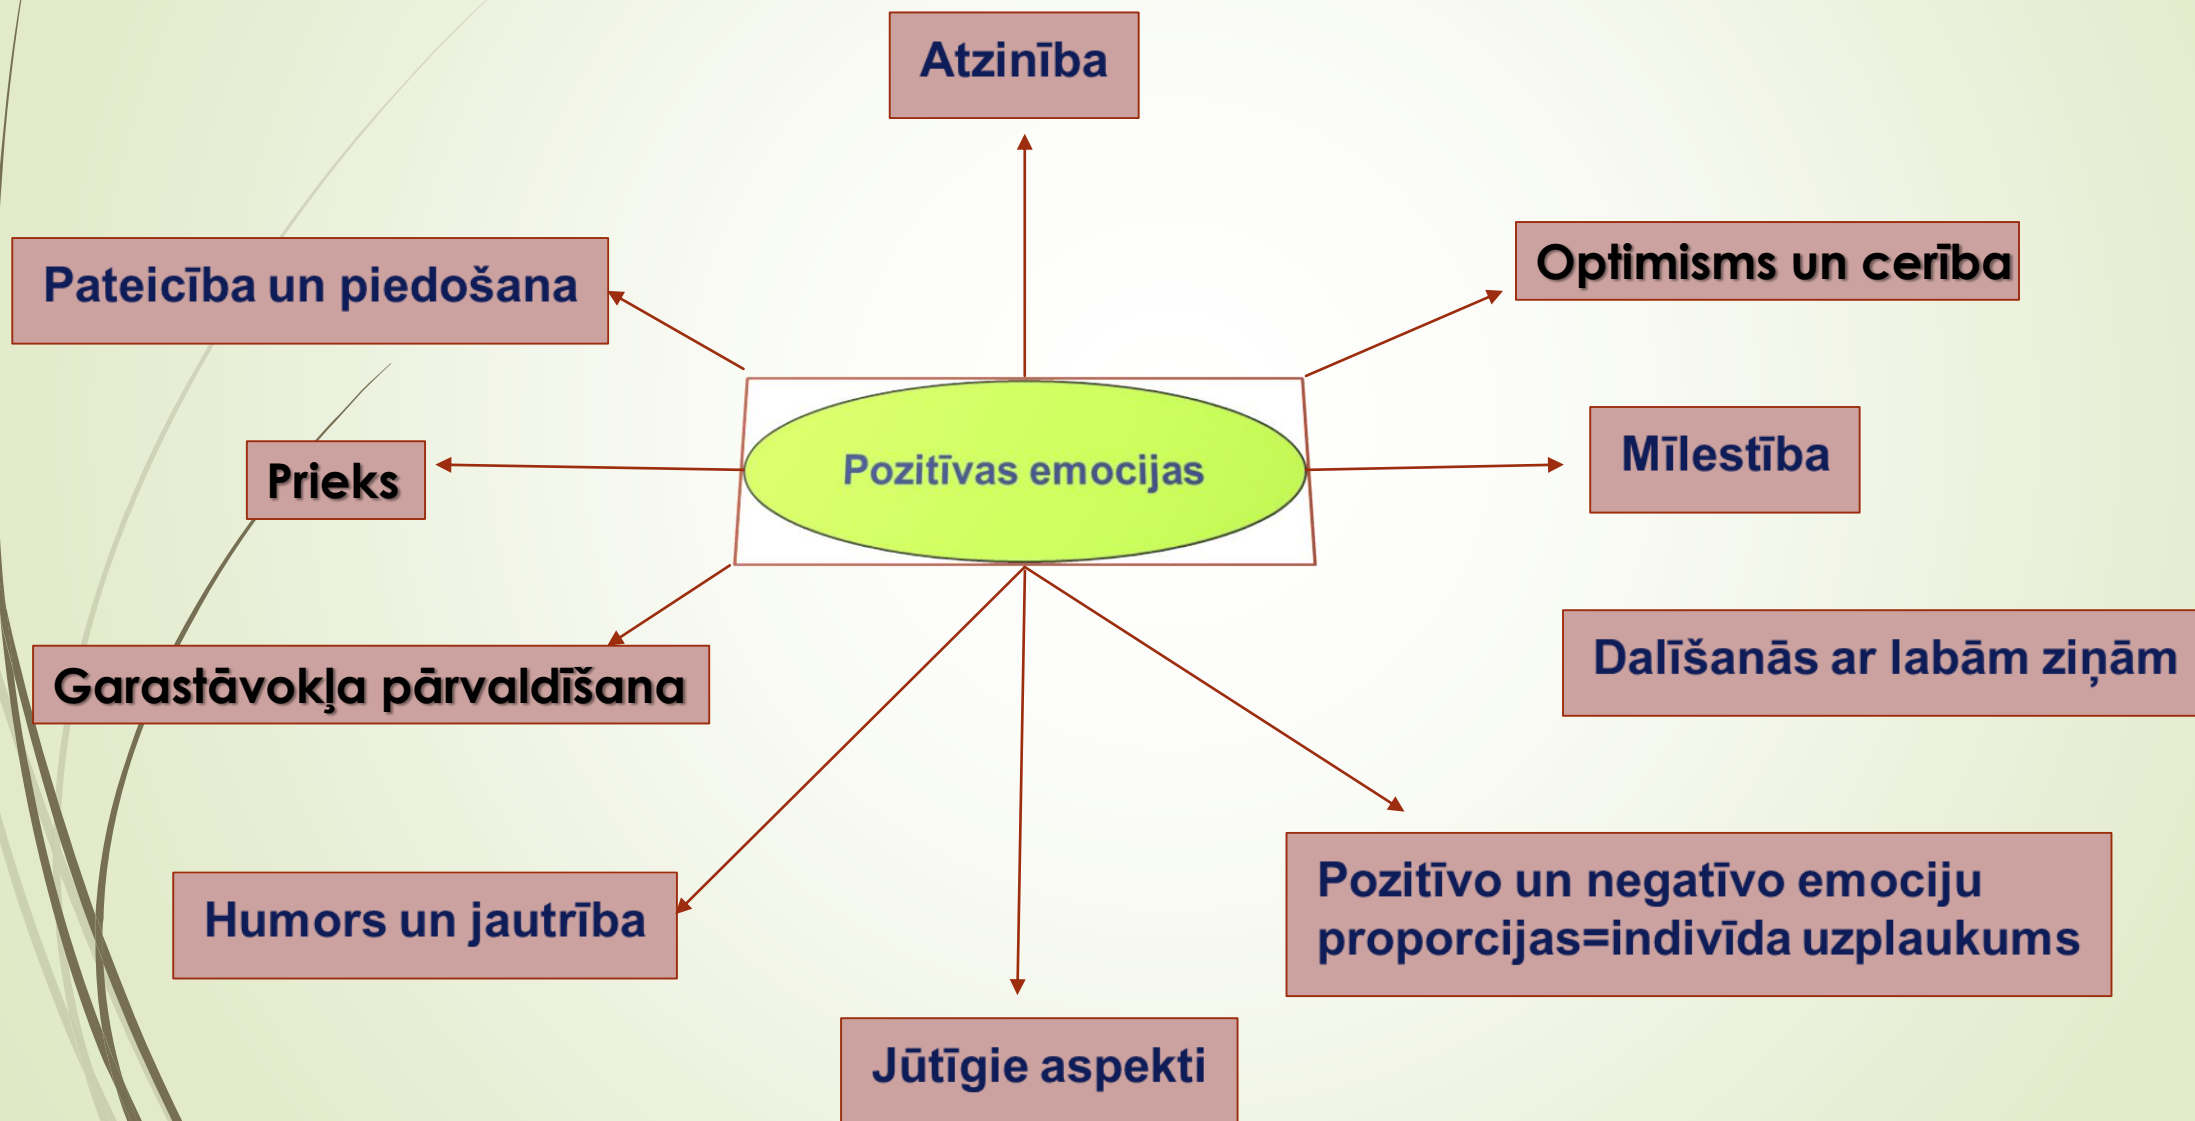 Atzinība
Optimisms un cerība
Pateicība un piedošana
Mīlestība
Pozitīvas emocijas
Prieks
Dalīšanās ar labām ziņām
Garastāvokļa pārvaldīšana
Pozitīvo un negatīvo emociju
proporcijas=indivīda uzplaukums
Humors un jautrība
Jūtīgie aspekti